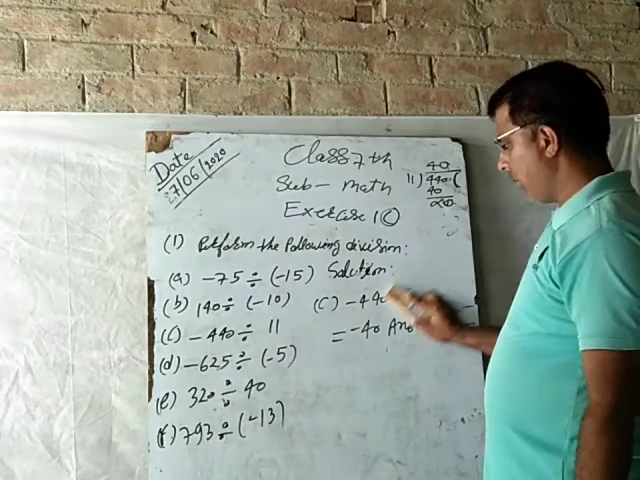 Date
27/06/2020
Class 7th
Sub- Math
Exercise 1(C)
40
11) 440 (
40
(1) Perform the Following division:
(a) -75 ÷ (-15) Solution:
(b) 140 ÷ (-10) (C) -440
(c) -440 ÷ 11 = -40 Ans
(d) -625 ÷ (-5)
(e) 320 ÷ 40
(f) 793 ÷ (-13)